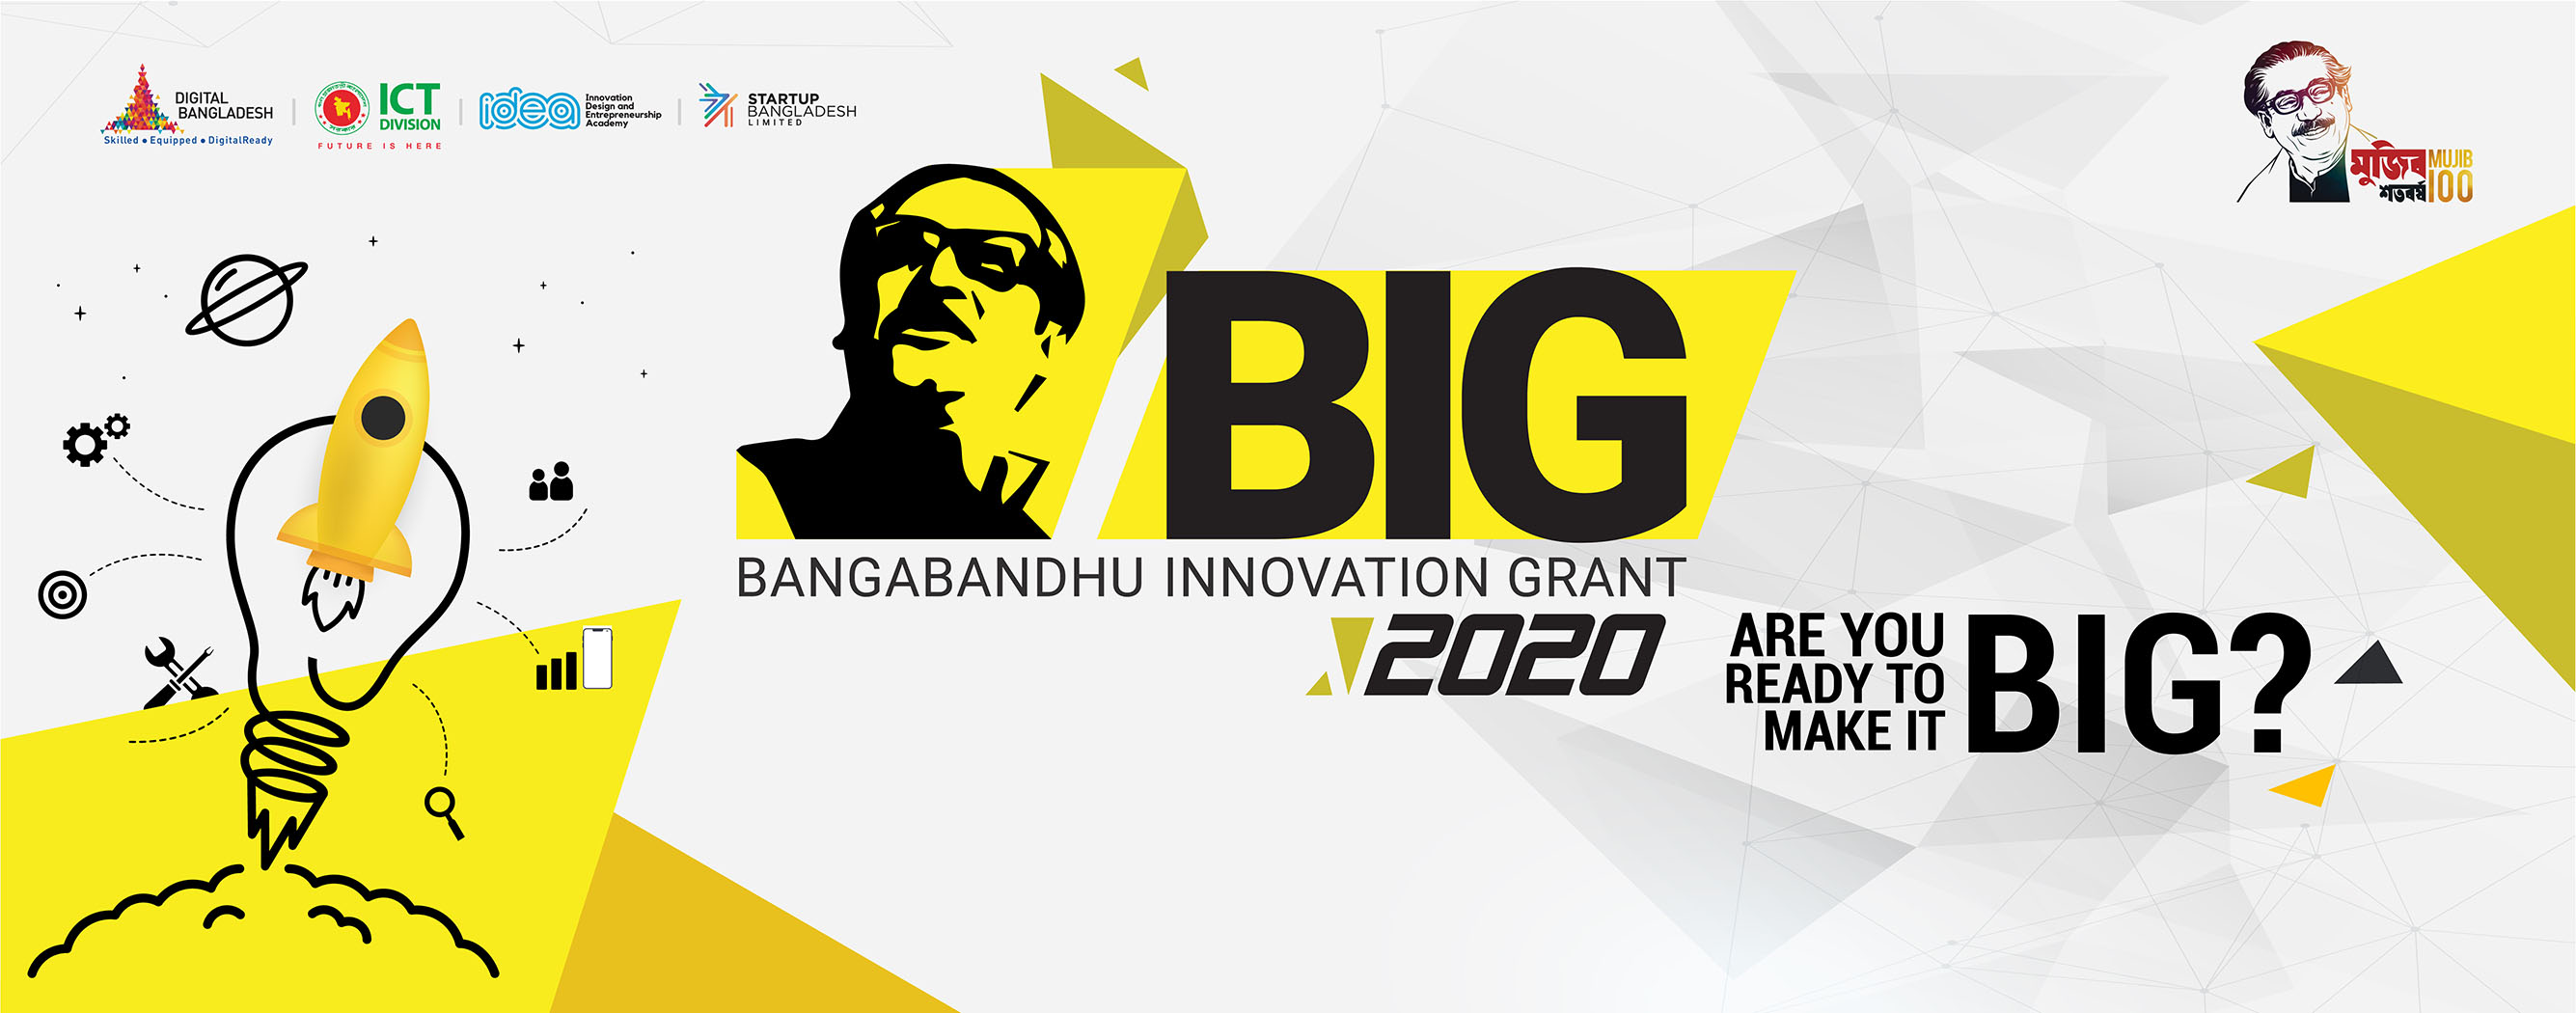 DIGITAL
BANGLADESH
Skilled • Equipped • DigitalReady
ICT
DIVISION
FUTURE IS HERE
idea
Innovation
Design and
Entrepreneurship
Academy
STARTUP
BANGLADESH
LIMITED
মুজিব
শতবর্ষ
MUJIB
100
BIG
BANGABANDHU INNOVATION GRANT
2020
ARE YOU
READY TO
MAKE IT
BIG?